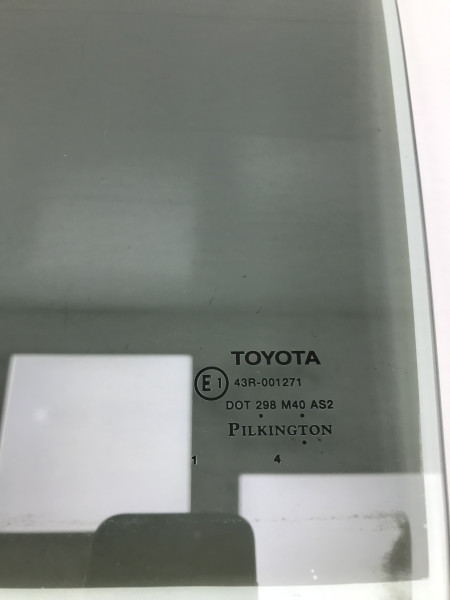 TOYOTA
E1 43R-001271
DOT 298 M40 AS2
PILKINGTON
1 4